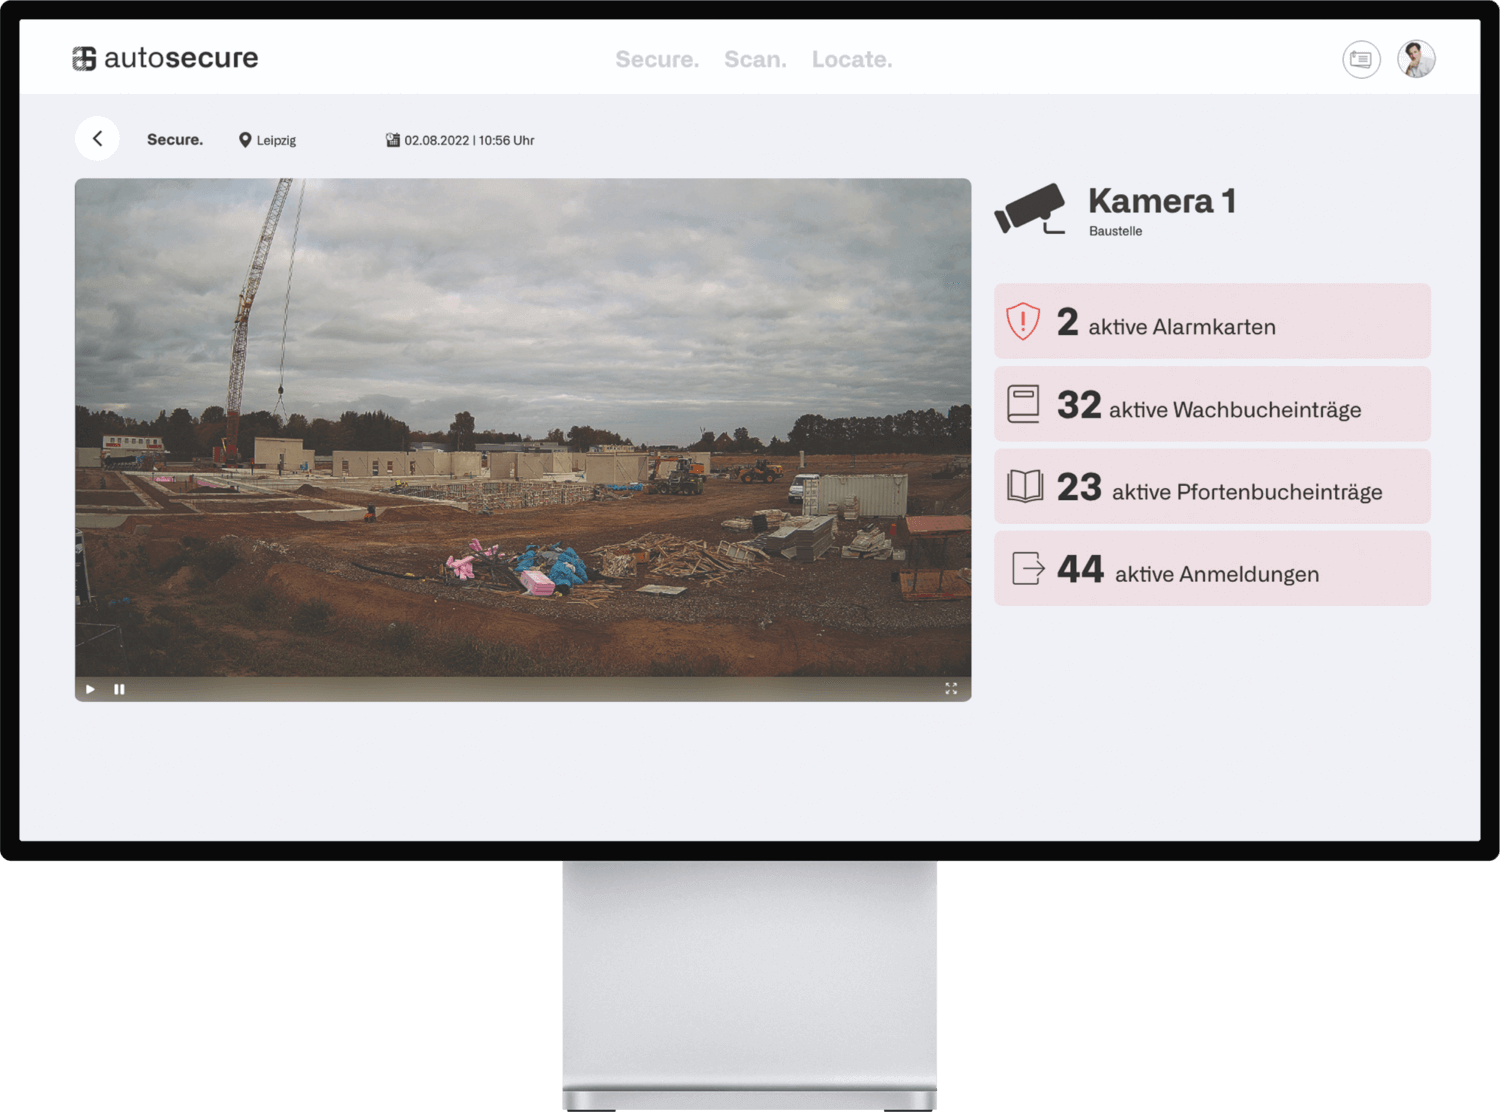 autosecure
Secure. Scan. Locate.
Secure. Leipzig 02.08.2022 | 10:56 Uhr
Kamera 1
Baustelle
2 aktive Alarmkarten
32 aktive Wachbucheinträge
23 aktive Pfortenbucheinträge
44 aktive Anmeldungen